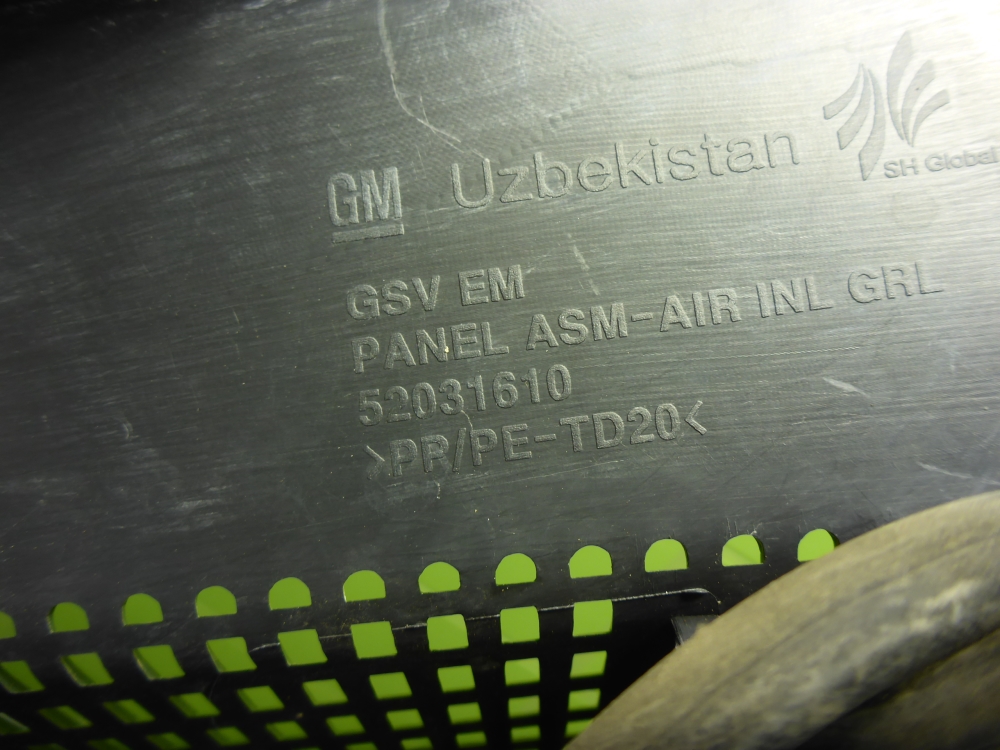 GM Uzbekistan SH Global
GSV EM
PANEL ASM-AIR INL GRL
52031610
>PP/PE-TD20<